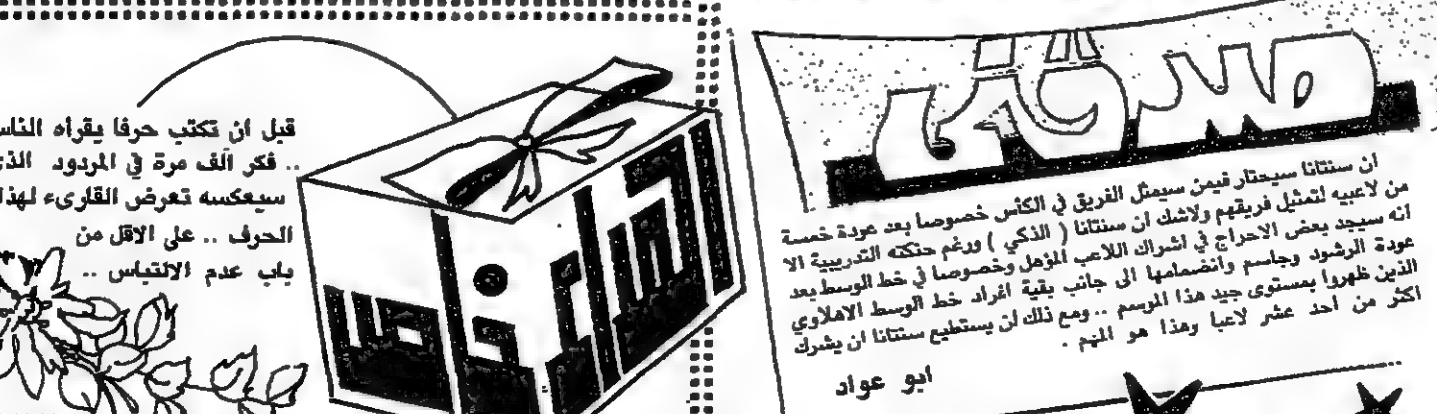 صدقني
ان سنتانا سيحتار فيمن سيمثل الفريق في الكأس خصوصا بعد عودة خمسة
من لاعبيه لتمثيل فريقهم ولاشك ان سنتانا ( الذكي ) ورغم حنكته التدريبية الا
انه سيجد بعض الاحراج في اشراك اللاعب المؤهل وخصوصا في خط الوسط بعد
عودة الرشود وجاسم وانضمامها الى جانب بقية افراد خط الوسط الاهلاوي
الذين ظهروا بمستوى جيد هذا الموسم .. ومع ذلك لن يستطيع سنتانا ان يشرك
اكثر من احد عشر لاعبا وهذا هو المهم .
ابو عواد
خاص
قبل ان تكتب حرفا يقرأه الناس
.. فكر ألف مرة في المردود الذي
سيعكسه تعرض القارىء لهذا
الحرف .. على الاقل من
باب عدم الالتباس ..